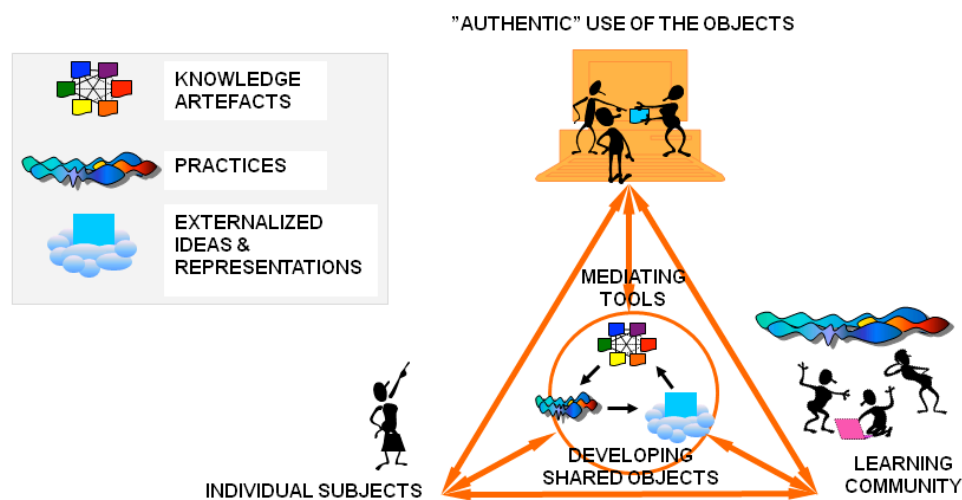 ”AUTHENTIC” USE OF THE OBJECTS
KNOWLEDGE
ARTEFACTS
PRACTICES
EXTERNALIZED
IDEAS &
REPRESENTATIONS
MEDIATING
TOOLS
DEVELOPING
SHARED OBJECTS
INDIVIDUAL SUBJECTS
LEARNING
COMMUNITY